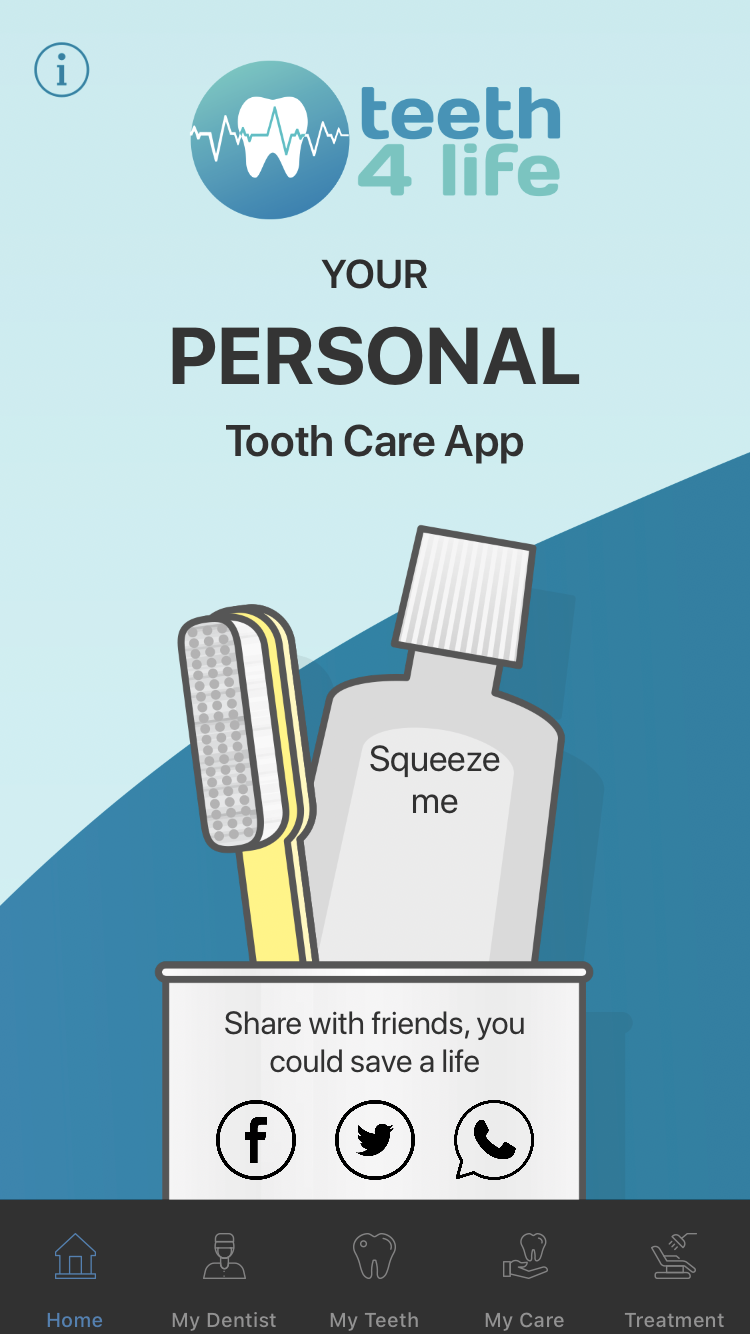 i
teeth
4 life
YOUR
PERSONAL
Tooth Care App
Squeeze
me
Share with friends, you
could save a life
Home My Dentist My Teeth My Care Treatment